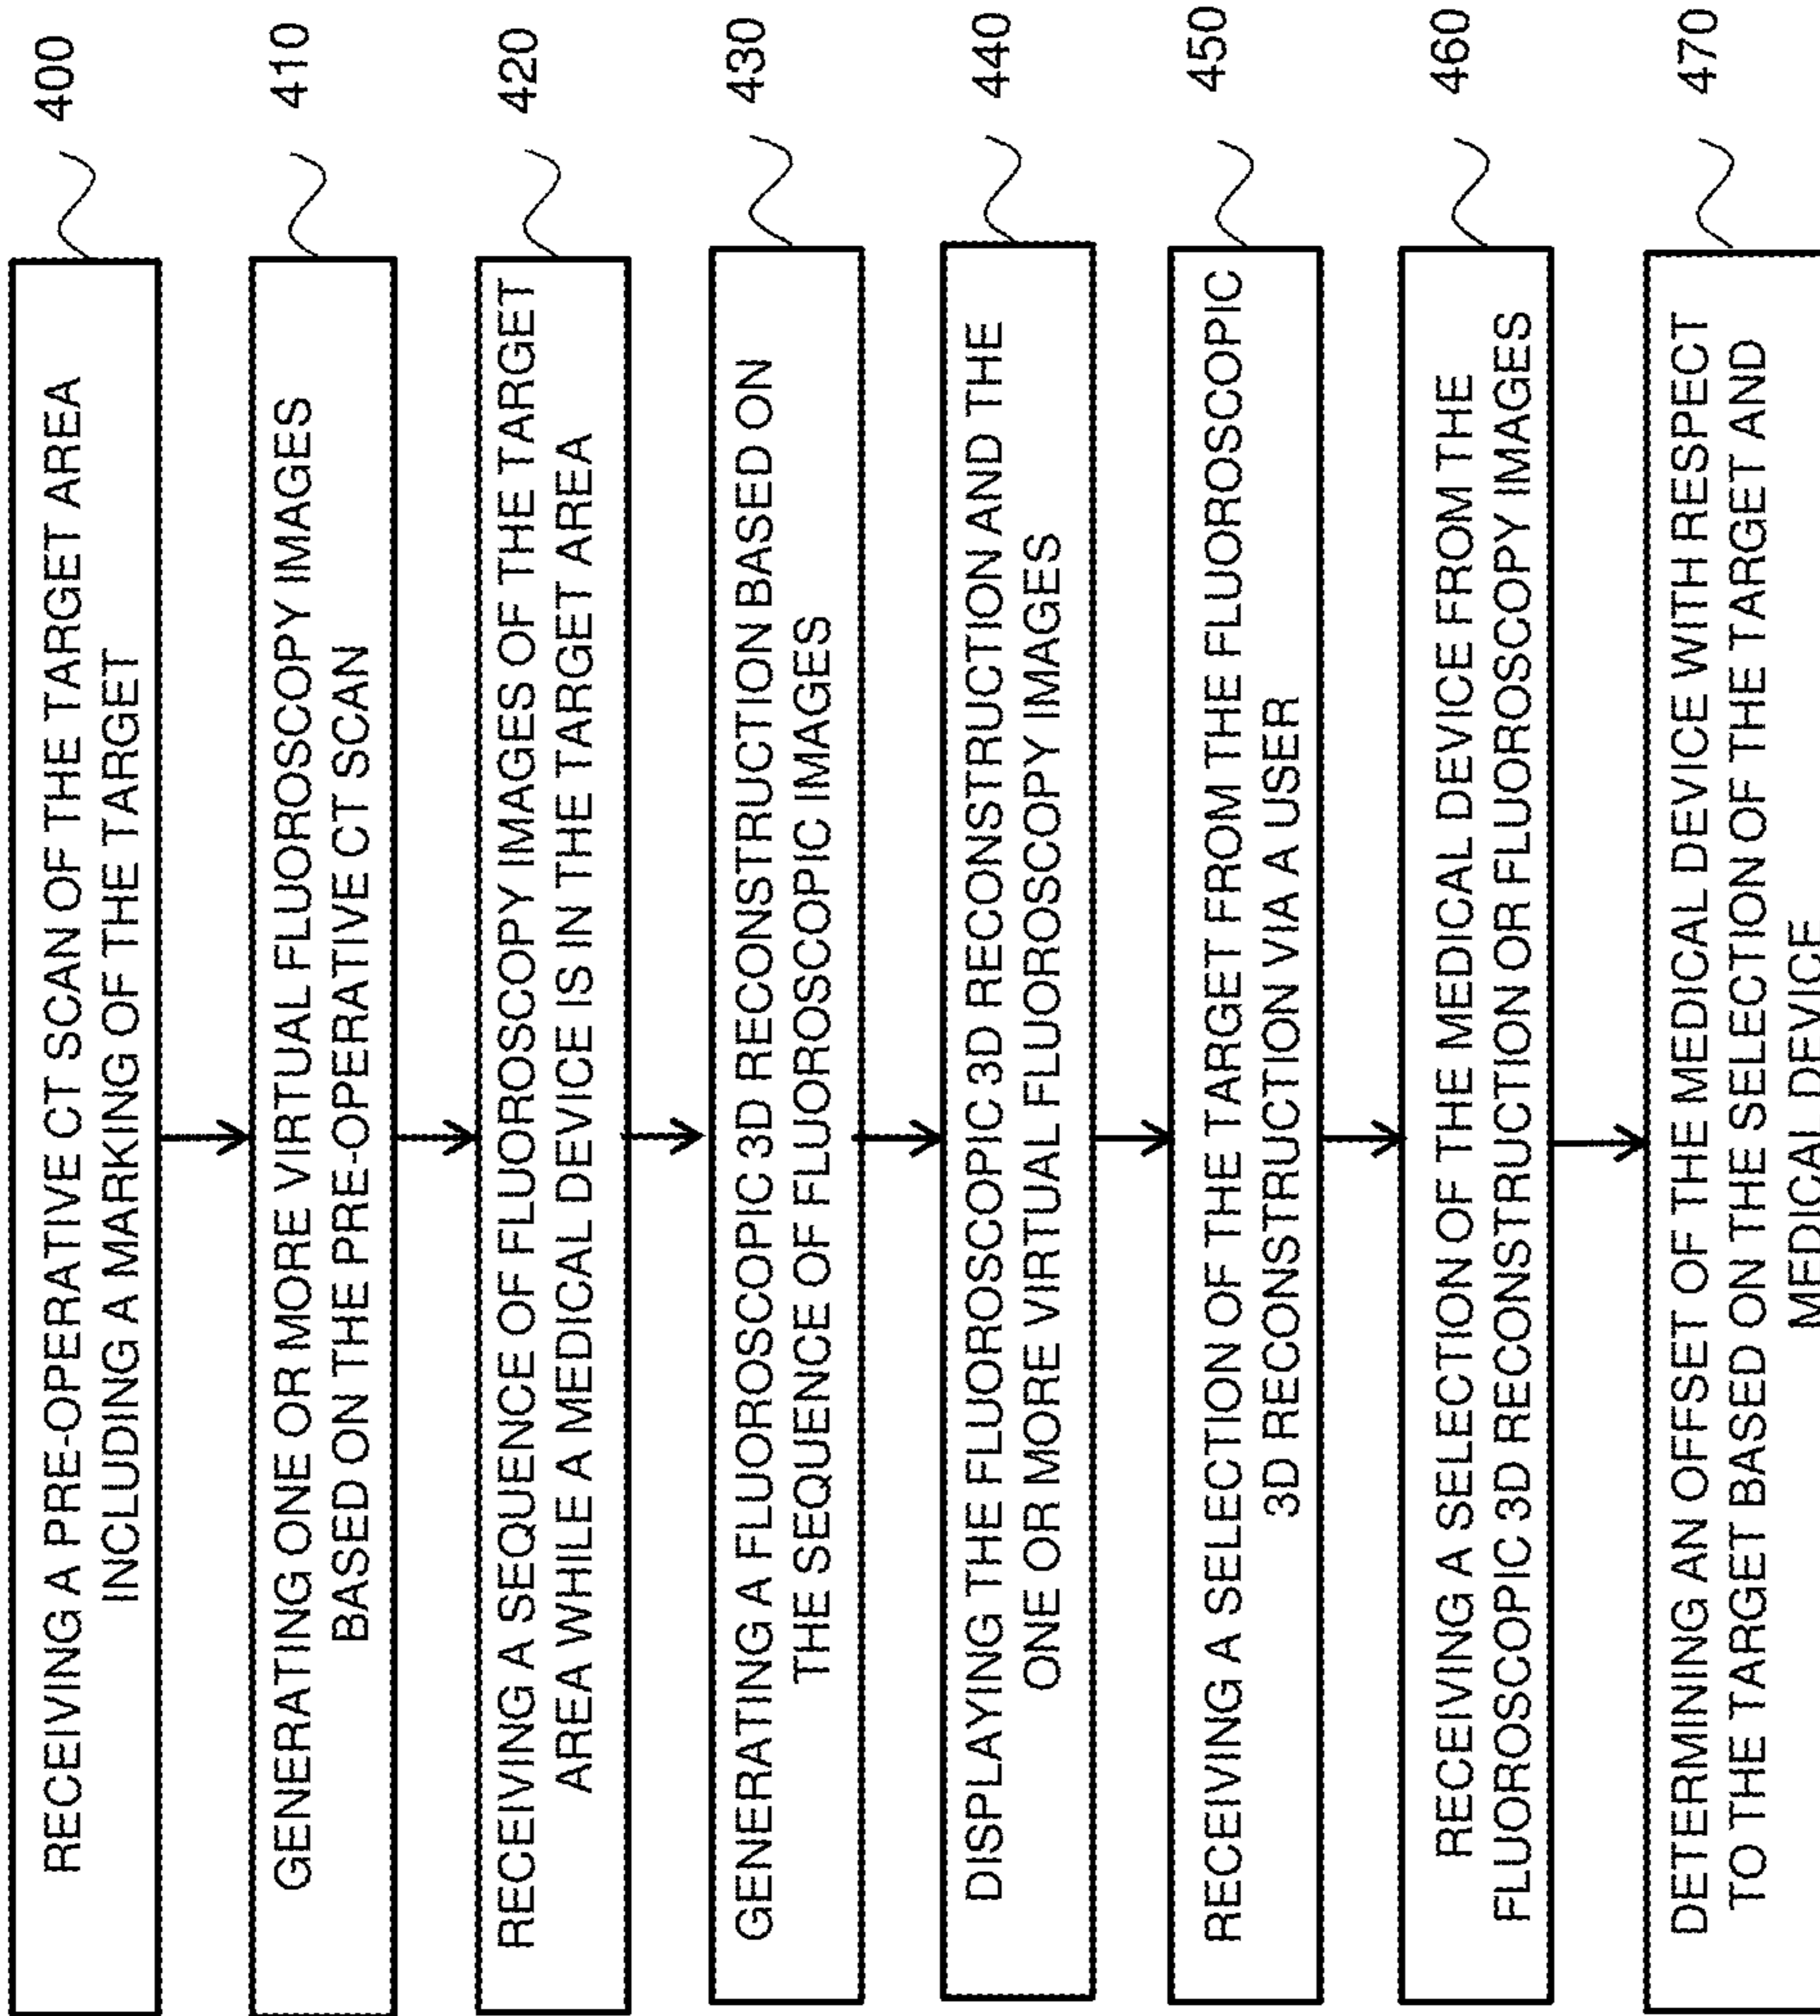 RECEIVING A PRE-OPERATIVE CT SCAN OF THE TARGET AREA
INCLUDING A MARKING OF THE TARGET
400
GENERATING ONE OR MORE VIRTUAL FLUOROSCOPY IMAGES
BASED ON THE PRE-OPERATIVE CT SCAN
410
RECEIVING A SEQUENCE OF FLUOROSCOPY IMAGES OF THE TARGET
AREA WHILE A MEDICAL DEVICE IS IN THE TARGET AREA
420
GENERATING A FLUOROSCOPIC 3D RECONSTRUCTION BASED ON
THE SEQUENCE OF FLUOROSCOPIC IMAGES
430
DISPLAYING THE FLUOROSCOPIC 3D RECONSTRUCTION AND THE
ONE OR MORE VIRTUAL FLUOROSCOPY IMAGES
440
RECEIVING A SELECTION OF THE TARGET FROM THE FLUOROSCOPIC
3D RECONSTRUCTION VIA A USER
450
RECEIVING A SELECTION OF THE MEDICAL DEVICE FROM THE
FLUOROSCOPIC 3D RECONSTRUCTION OR FLUOROSCOPY IMAGES
460
DETERMINING AN OFFSET OF THE MEDICAL DEVICE WITH RESPECT
TO THE TARGET BASED ON THE SELECTION OF THE TARGET AND
MEDICAL DEVICE
470